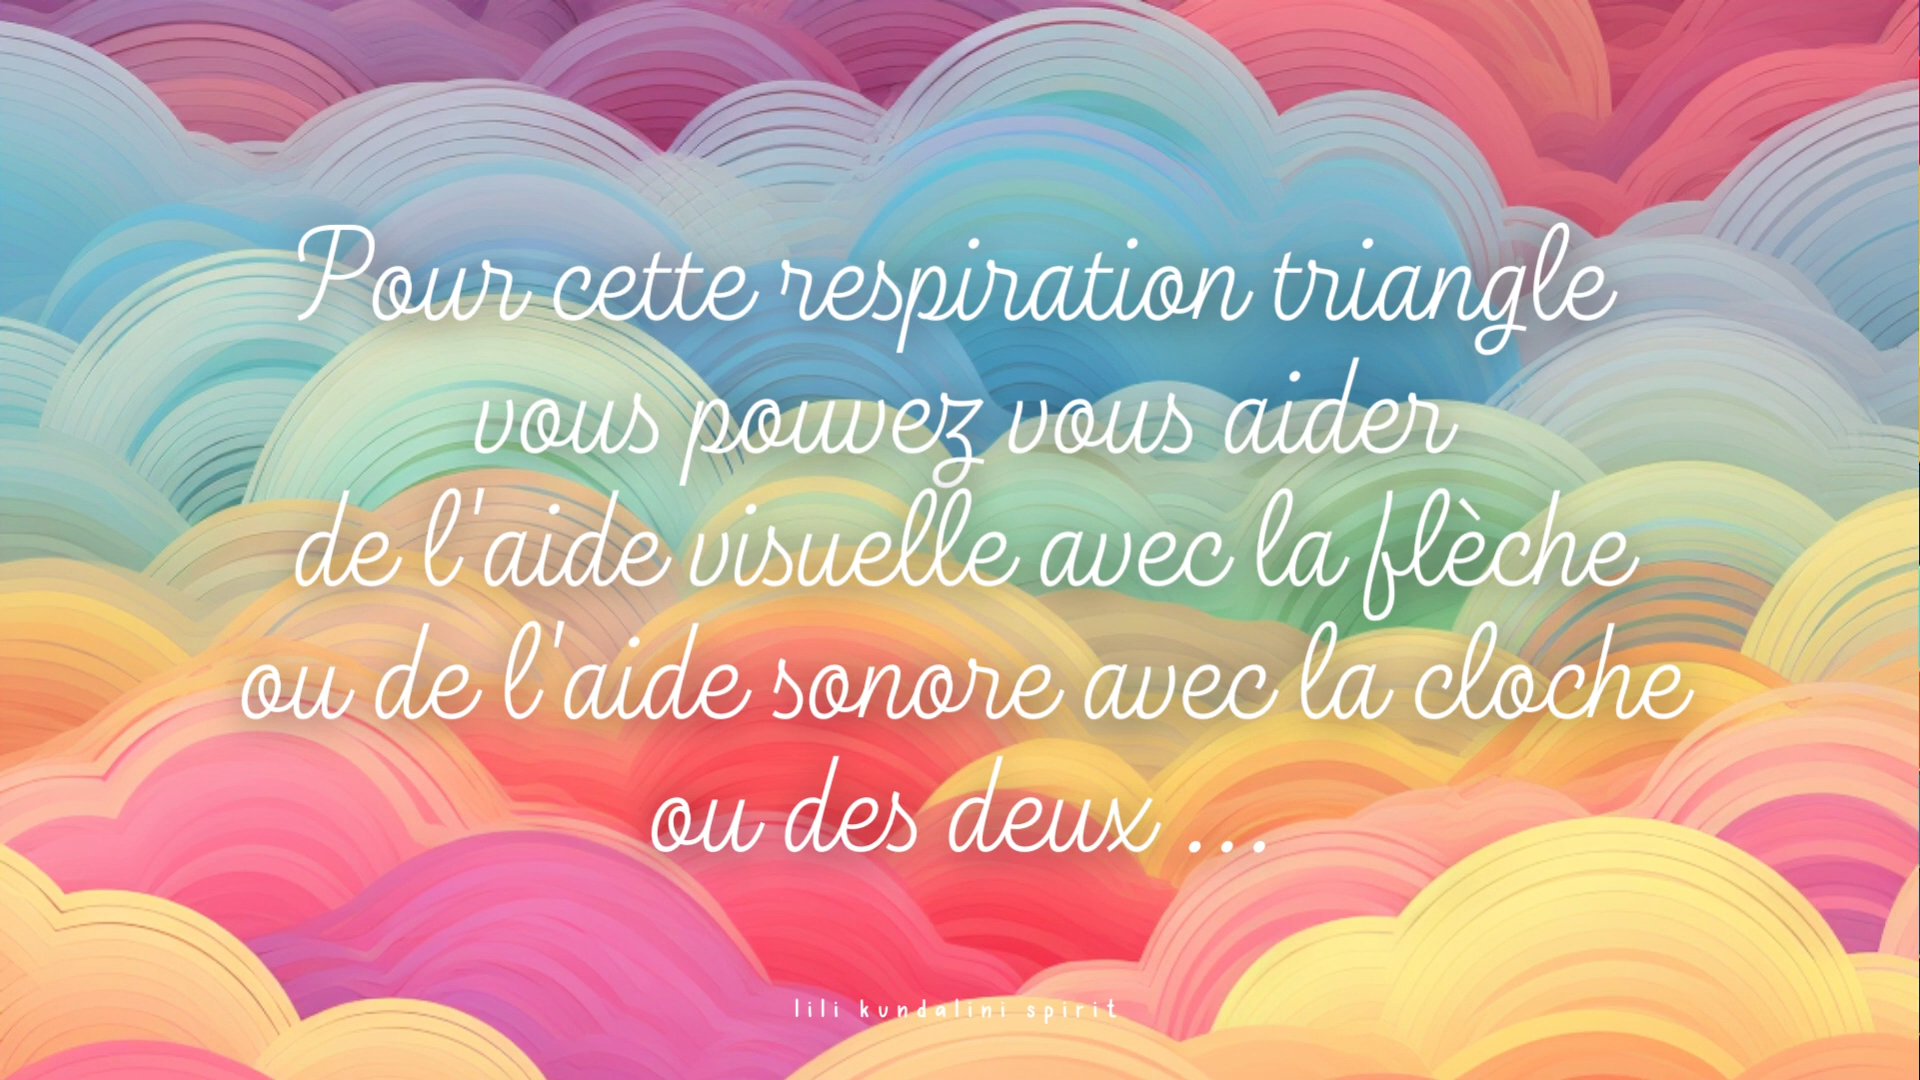 Pour cette respiration triangle
vous pouvez vous aider
de l'aide visuelle avec la flèche
ou de l'aide sonore avec la cloche
ou des deux ...
lili kundalini spirit